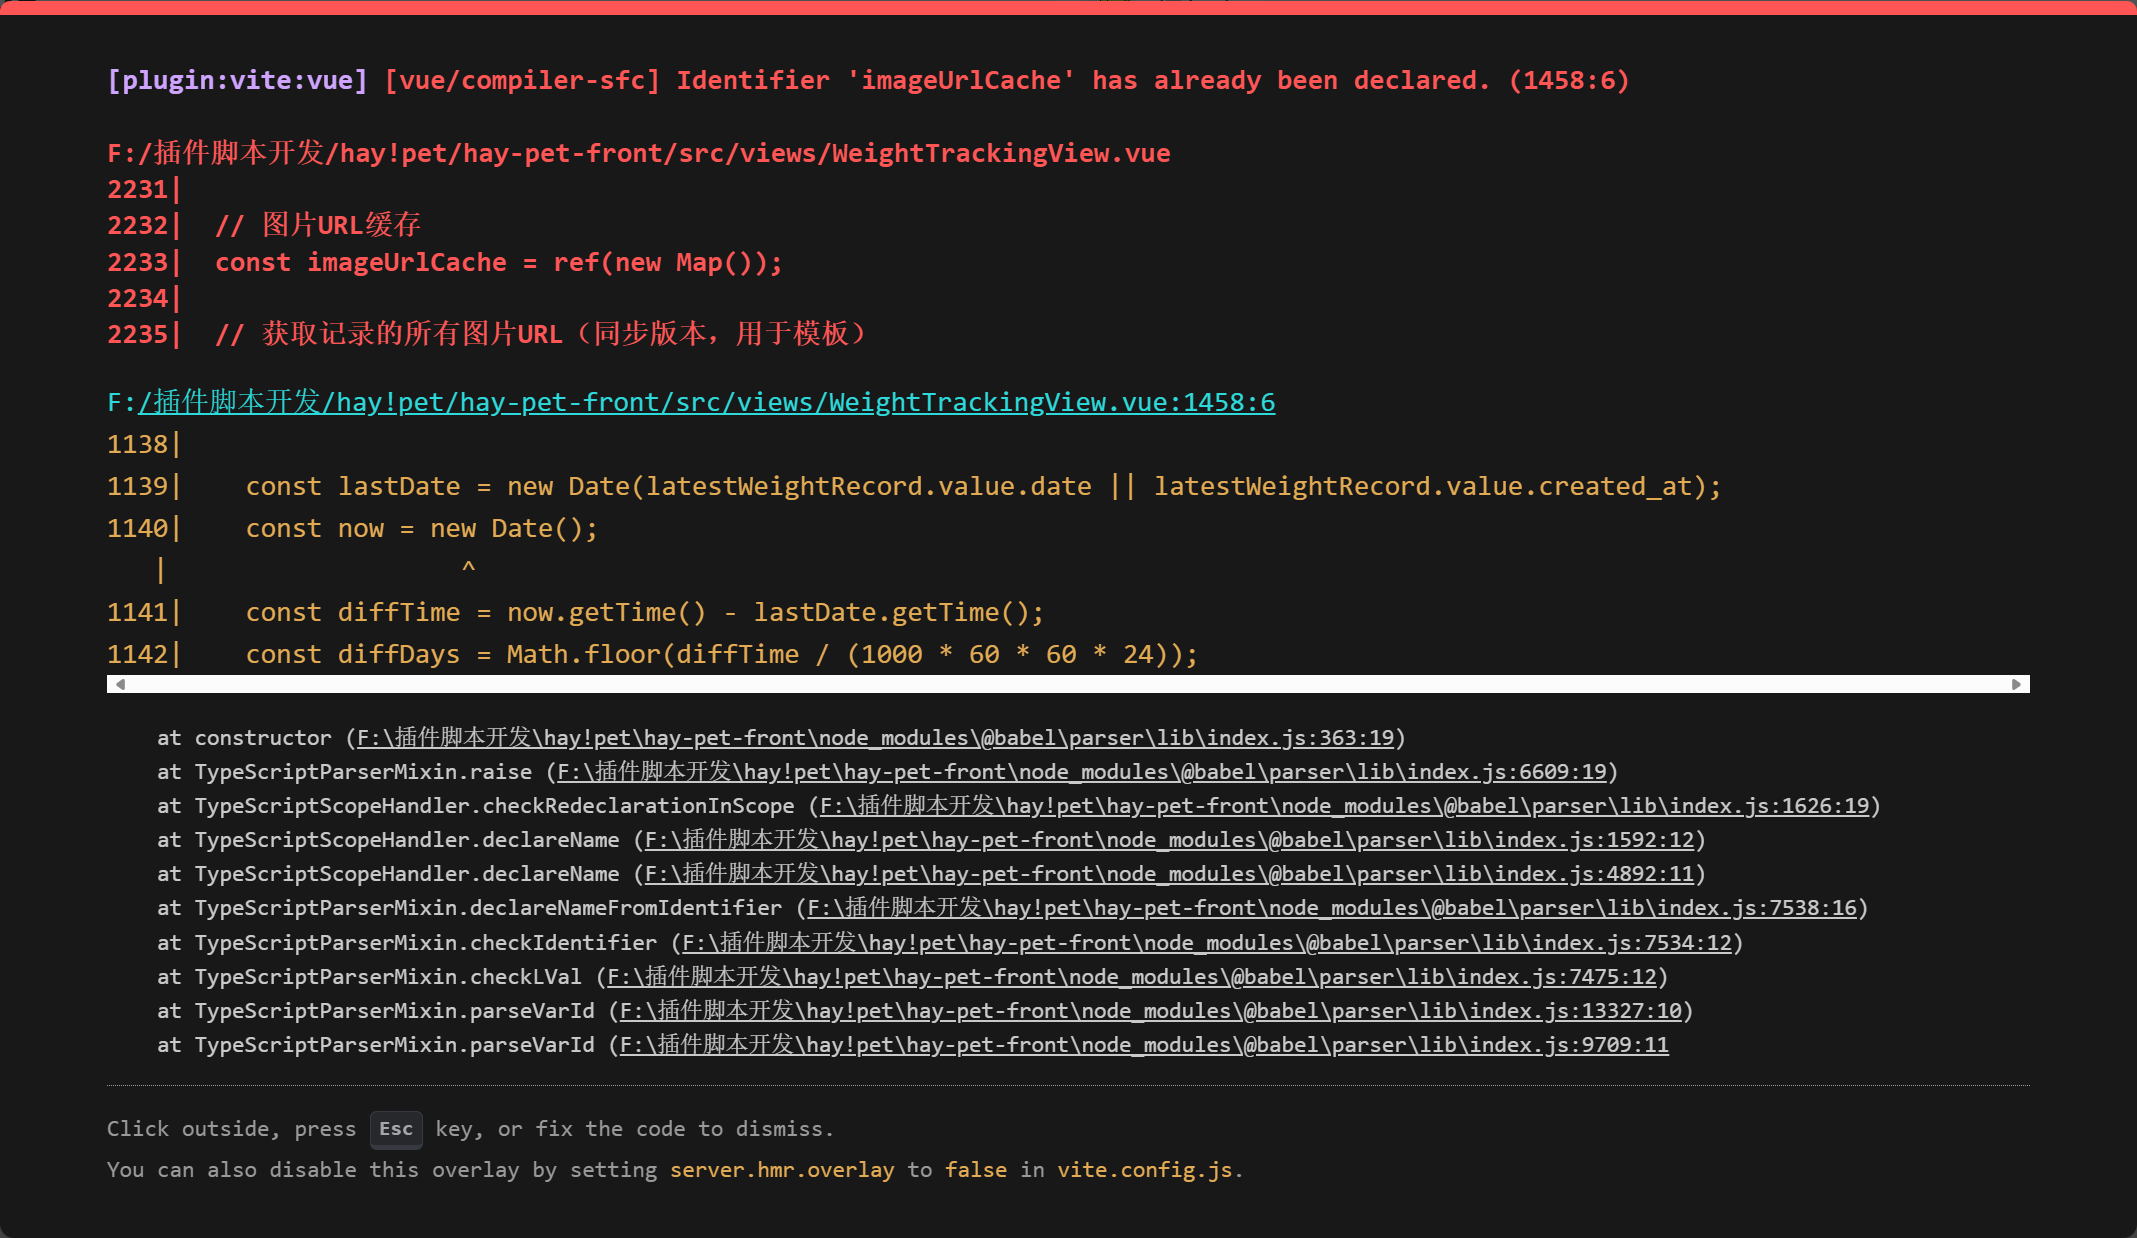 [plugin:vite:vue] [vue/compiler-sfc] Identifier 'imageUrlCache' has already been declared. (1458:6)
F:/插件脚本开发/hay!pet/hay-pet-front/src/views/WeightTrackingView.vue
2231|
2232|  // 图片URL缓存
2233|  const imageUrlCache = ref(new Map());
2234|
2235|  // 获取记录的所有图片URL（同步版本，用于模板）
F:/插件脚本开发/hay!pet/hay-pet-front/src/views/WeightTrackingView.vue:1458:6
1138|
1139|    const lastDate = new Date(latestWeightRecord.value.date || latestWeightRecord.value.created_at);
1140|    const now = new Date();
   |                   ^
1141|    const diffTime = now.getTime() - lastDate.getTime();
1142|    const diffDays = Math.floor(diffTime / (1000 * 60 * 60 * 24));
at constructor (F:\插件脚本开发\hay!pet\hay-pet-front\node_modules\@babel\parser\lib\index.js:363:19)
at TypeScriptParserMixin.raise (F:\插件脚本开发\hay!pet\hay-pet-front\node_modules\@babel\parser\lib\index.js:6609:19)
at TypeScriptScopeHandler.checkRedeclarationInScope (F:\插件脚本开发\hay!pet\hay-pet-front\node_modules\@babel\parser\lib\index.js:1626:19)
at TypeScriptScopeHandler.declareName (F:\插件脚本开发\hay!pet\hay-pet-front\node_modules\@babel\parser\lib\index.js:1592:12)
at TypeScriptScopeHandler.declareName (F:\插件脚本开发\hay!pet\hay-pet-front\node_modules\@babel\parser\lib\index.js:4892:11)
at TypeScriptParserMixin.declareNameFromIdentifier (F:\插件脚本开发\hay!pet\hay-pet-front\node_modules\@babel\parser\lib\index.js:7538:16)
at TypeScriptParserMixin.checkIdentifier (F:\插件脚本开发\hay!pet\hay-pet-front\node_modules\@babel\parser\lib\index.js:7534:12)
at TypeScriptParserMixin.checkLVal (F:\插件脚本开发\hay!pet\hay-pet-front\node_modules\@babel\parser\lib\index.js:7475:12)
at TypeScriptParserMixin.parseVarId (F:\插件脚本开发\hay!pet\hay-pet-front\node_modules\@babel\parser\lib\index.js:13327:10)
at TypeScriptParserMixin.parseVarId (F:\插件脚本开发\hay!pet\hay-pet-front\node_modules\@babel\parser\lib\index.js:9709:11
Click outside, press Esc key, or fix the code to dismiss.
You can also disable this overlay by setting server.hmr.overlay to false in vite.config.js.